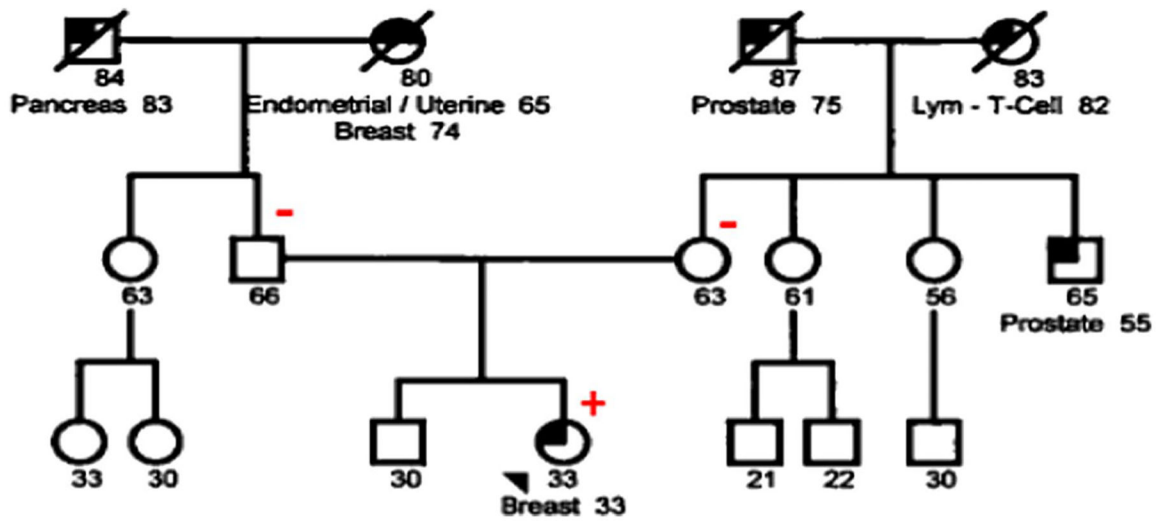 84
80
87
83
Pancreas 83
Endometrial / Uterine 65
Prostate 75
Lym - T-Cell 82
Breast 74
-
-
63
66
63
61
56
65
Prostate 55
+
33
30
30
33
21
22
30
Breast 33